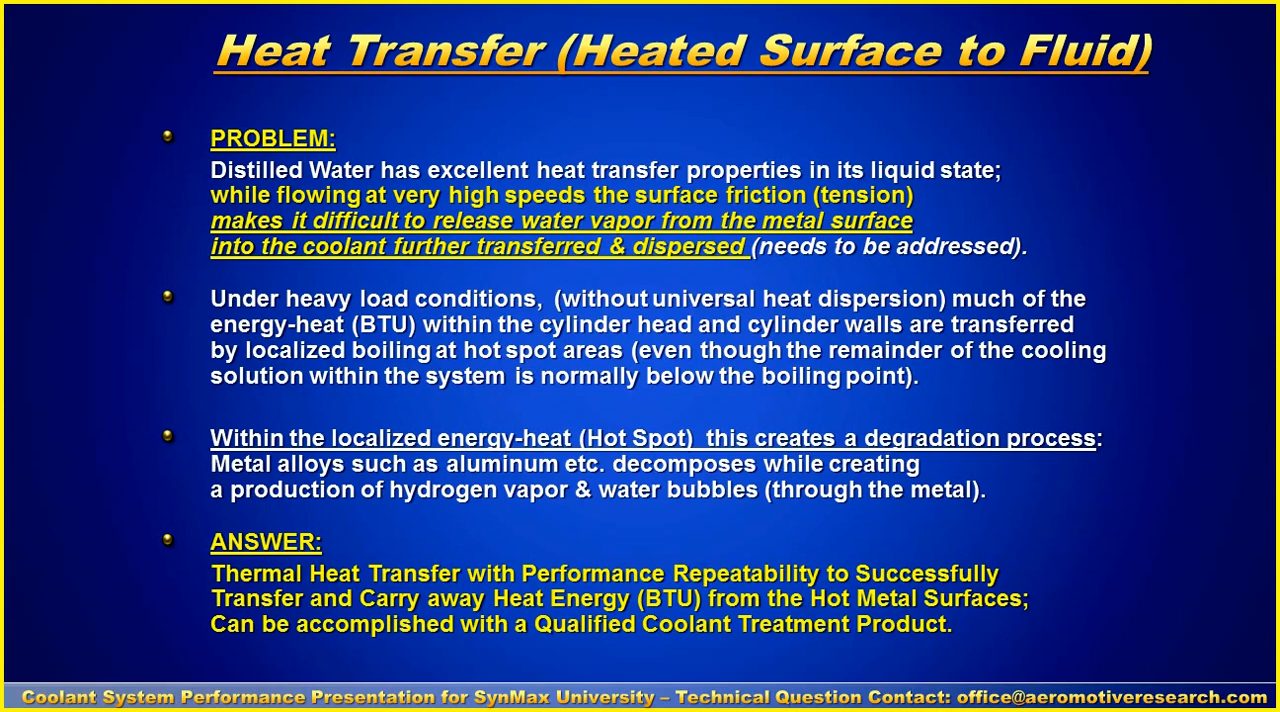 Heat Transfer (Heated Surface to Fluid)
PROBLEM:
Distilled Water has excellent heat transfer properties in its liquid state;
while flowing at very high speeds the surface friction (tension)
makes it difficult to release water vapor from the metal surface
into the coolant further transferred & dispersed (needs to be addressed).
Under heavy load conditions, (without universal heat dispersion) much of the
energy-heat (BTU) within the cylinder head and cylinder walls are transferred
by localized boiling at hot spot areas (even though the remainder of the cooling
solution within the system is normally below the boiling point).
Within the localized energy-heat (Hot Spot) this creates a degradation process:
Metal alloys such as aluminum etc. decomposes while creating
a production of hydrogen vapor & water bubbles (through the metal).
ANSWER:
Thermal Heat Transfer with Performance Repeatability to Successfully
Transfer and Carry away Heat Energy (BTU) from the Hot Metal Surfaces;
Can be accomplished with a Qualified Coolant Treatment Product.
Coolant System Performance Presentation for SynMax University – Technical Question Contact: office@aeromotiveresearch.com